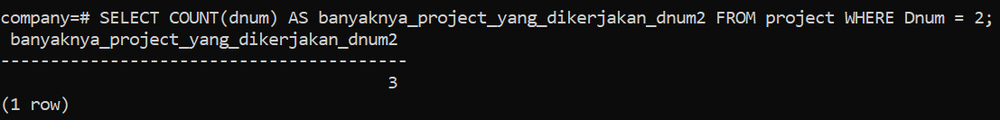 company=# SELECT COUNT(dnum) AS banyaknya_project_yang_dikerjakan_dnum2 FROM project WHERE Dnum = 2;
 banyaknya_project_yang_dikerjakan_dnum2
-----------------------------------------
                                       3
(1 row)